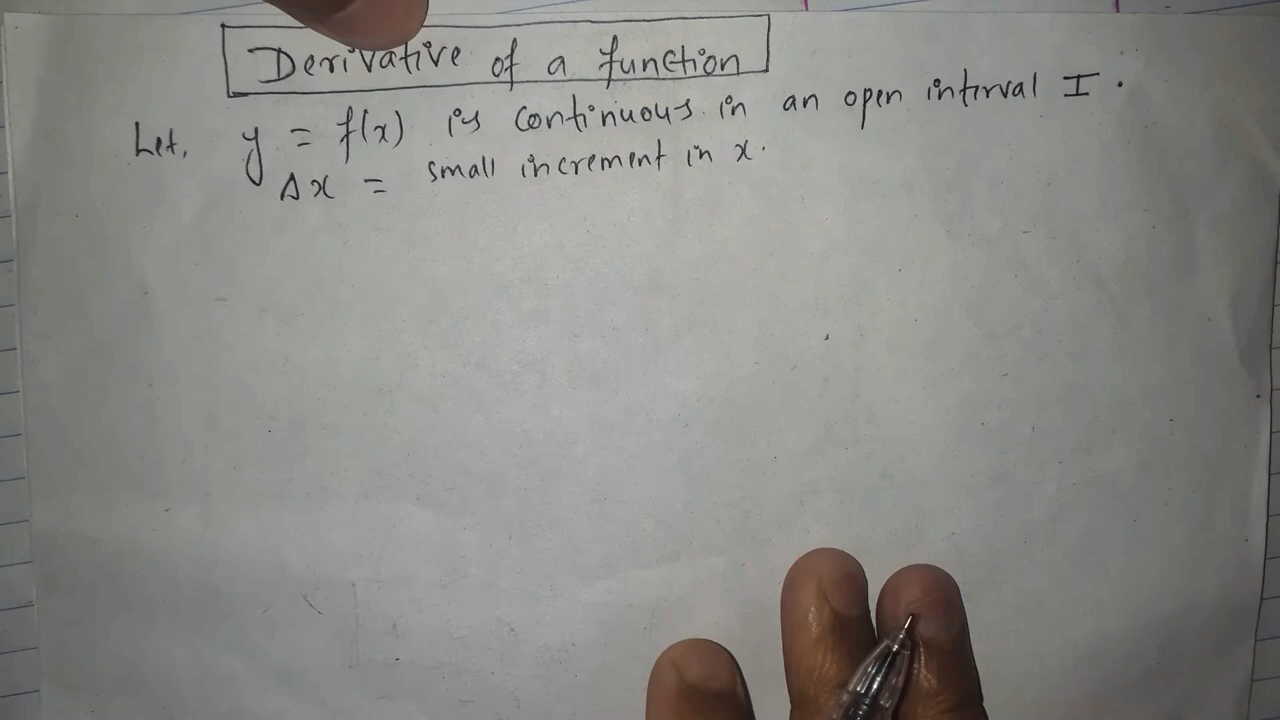 Derivative of a function
Let, y = f(x) is continuous in an open interval I.
Δx = small increment in x.